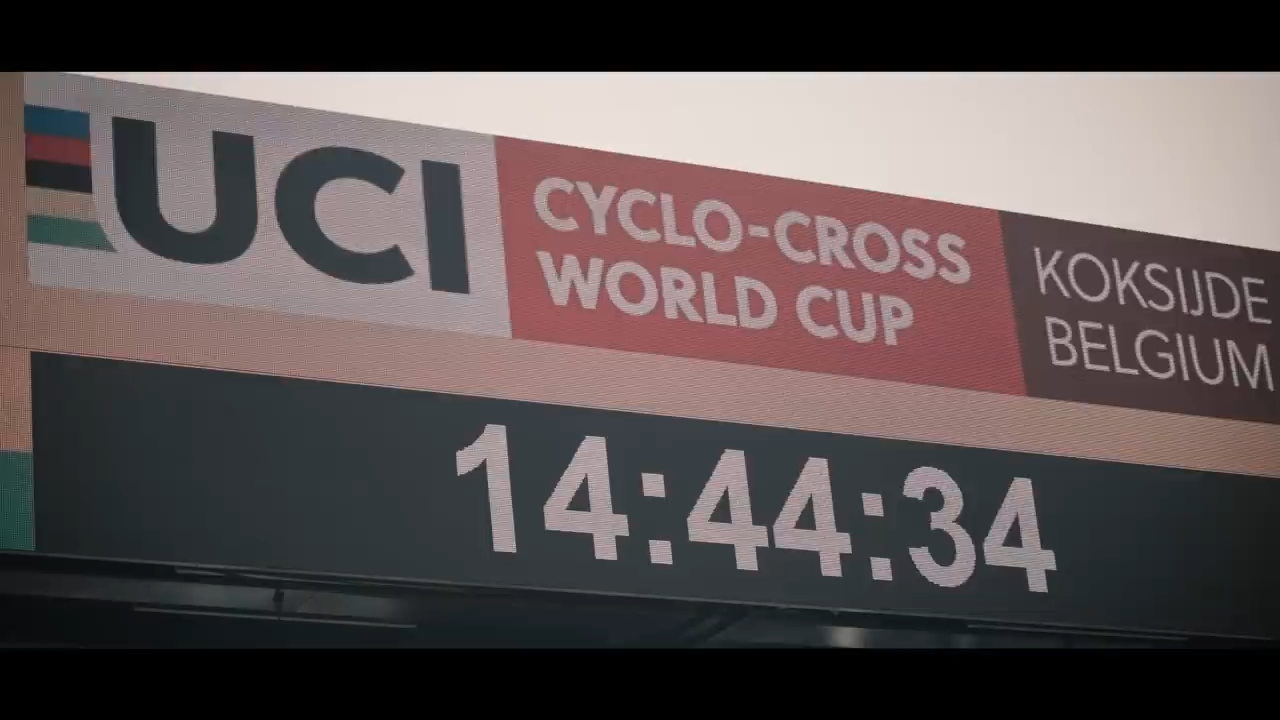 UCI
CYCLO-CROSS
WORLD CUP
KOKSIJDE
BELGIUM
14:44:34